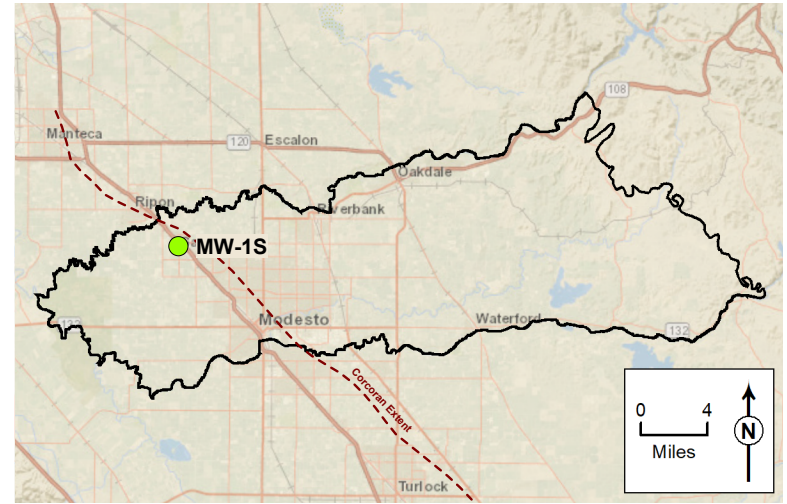 108
Manteca
120
Escalon
Oakdale
Ripon
Riverbank
MW-1S
Modesto
Waterford
132
132
Corcoran Extent
0 4
Miles
N
Turlock